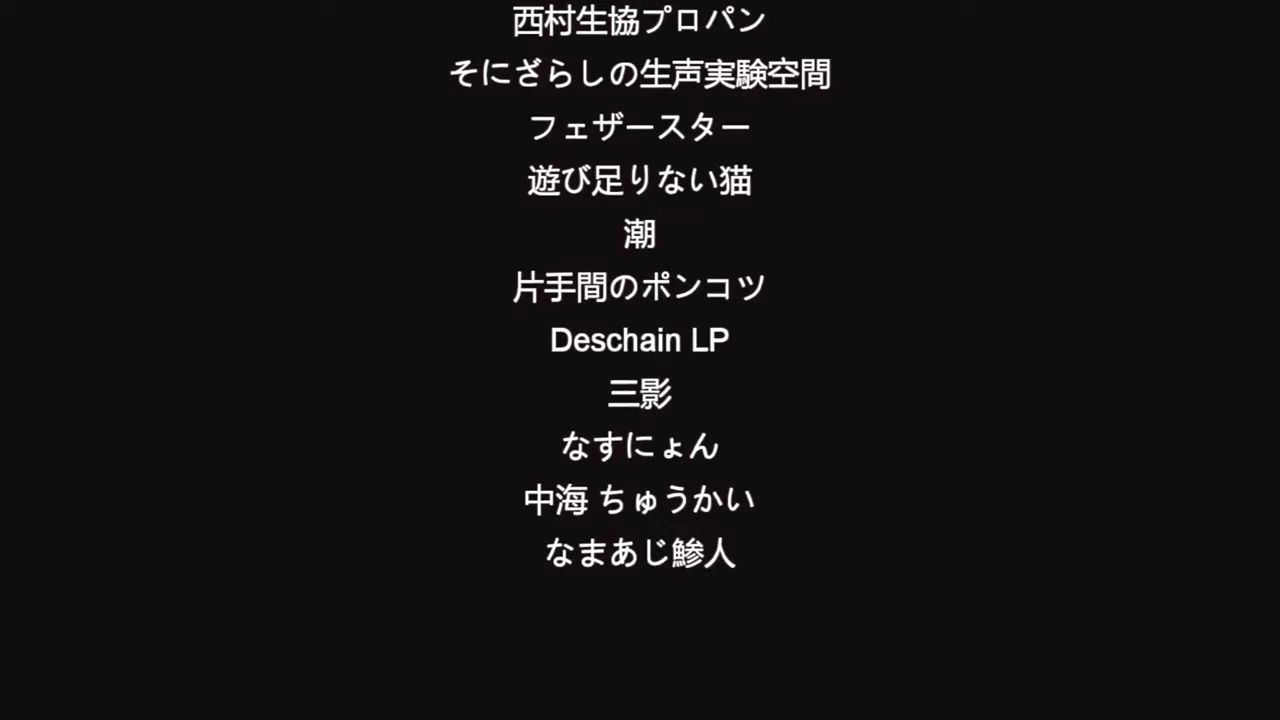 西村生協プロパン
そにざらしの生声実験空間
フェザースター
遊び足りない猫
潮
片手間のポンコツ
Deschain LP
三影
なすにょん
中海 ちゅうかい
なまあじ鯵人